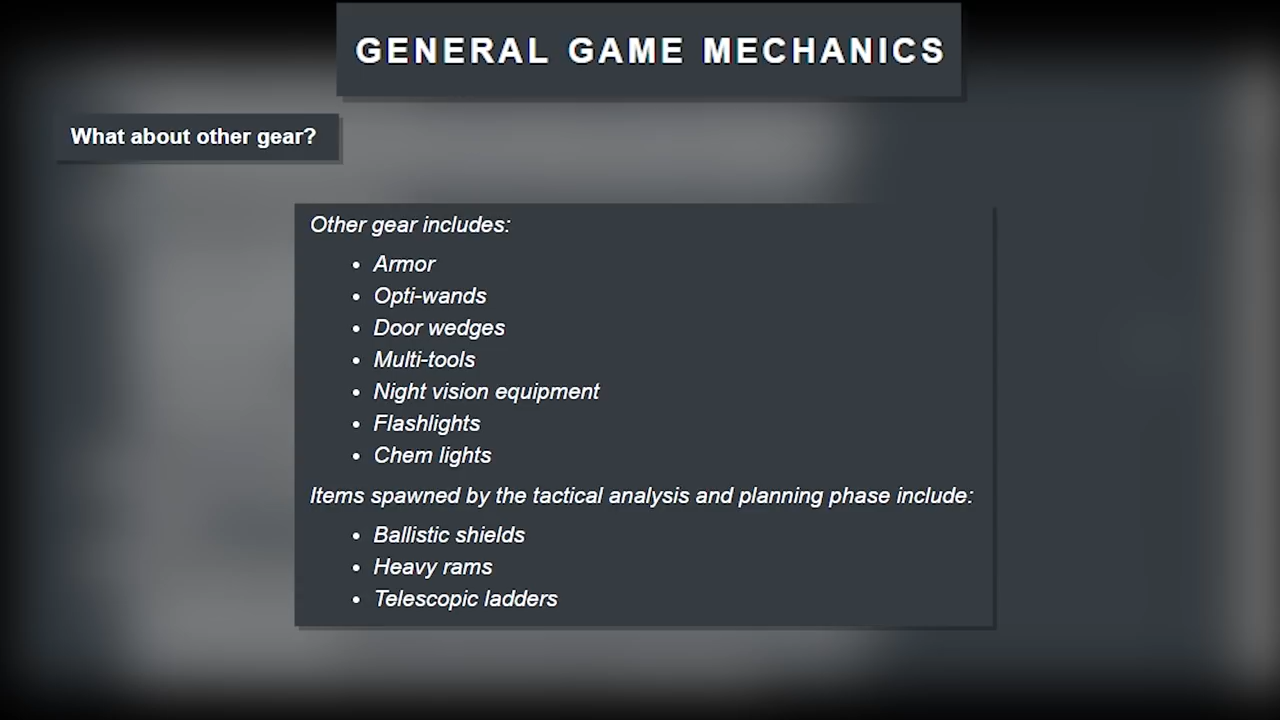 GENERAL GAME MECHANICS
What about other gear?
Other gear includes:
• Armor
• Opti-wands
• Door wedges
• Multi-tools
• Night vision equipment
• Flashlights
• Chem lights
Items spawned by the tactical analysis and planning phase include:
• Ballistic shields
• Heavy rams
• Telescopic ladders